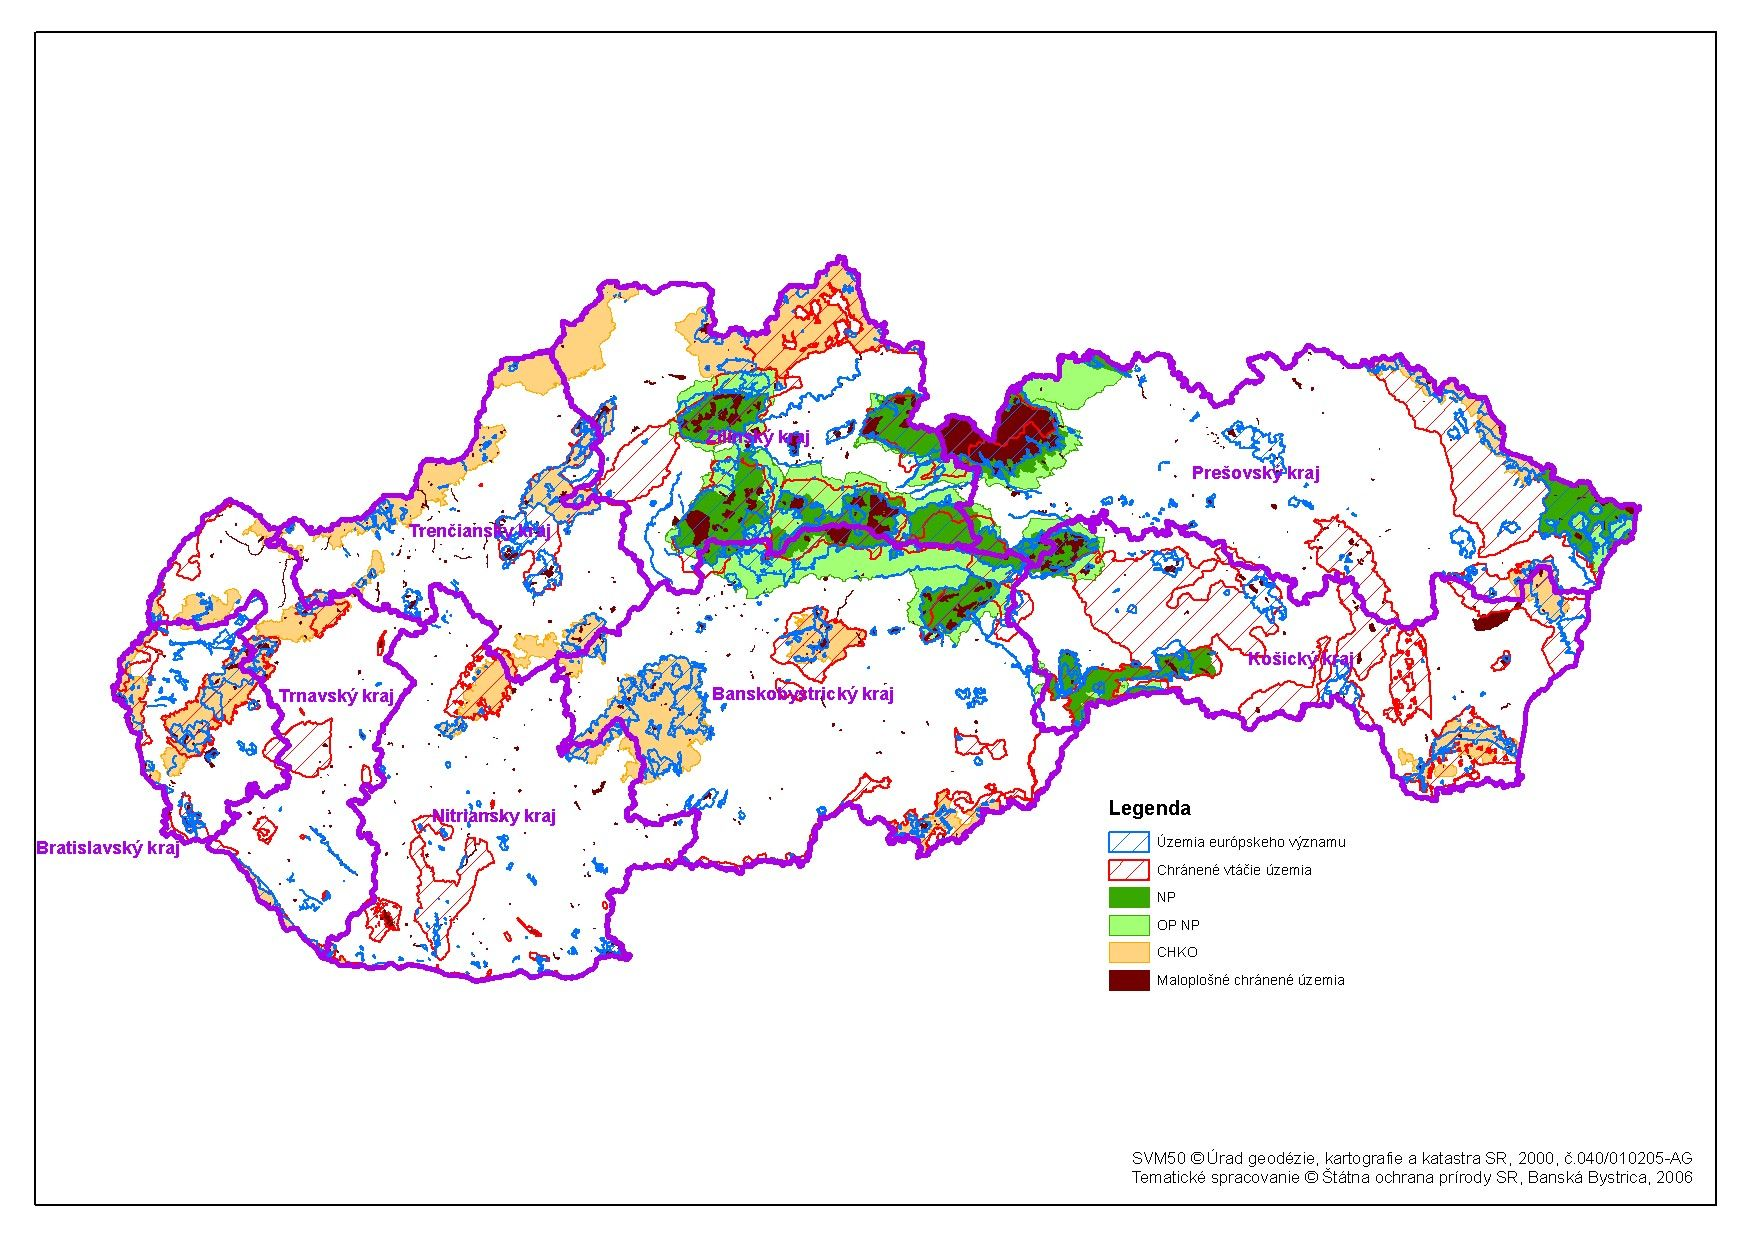 Žilinský kraj
Prešovský kraj
Trenčiansky kraj
Košický kraj
Trnavský kraj
Banskobystrický kraj
Nitriansky kraj
Bratislavský kraj
Legenda
Územia európskeho významu
Chránené vtáčie územia
NP
OP NP
CHKO
Maloplošné chránené územia
SVM50 © Úrad geodézie, kartografie a katastra SR, 2000, č.040/010205-AG
Tematické spracovanie © Štátna ochrana prírody SR, Banská Bystrica, 2006